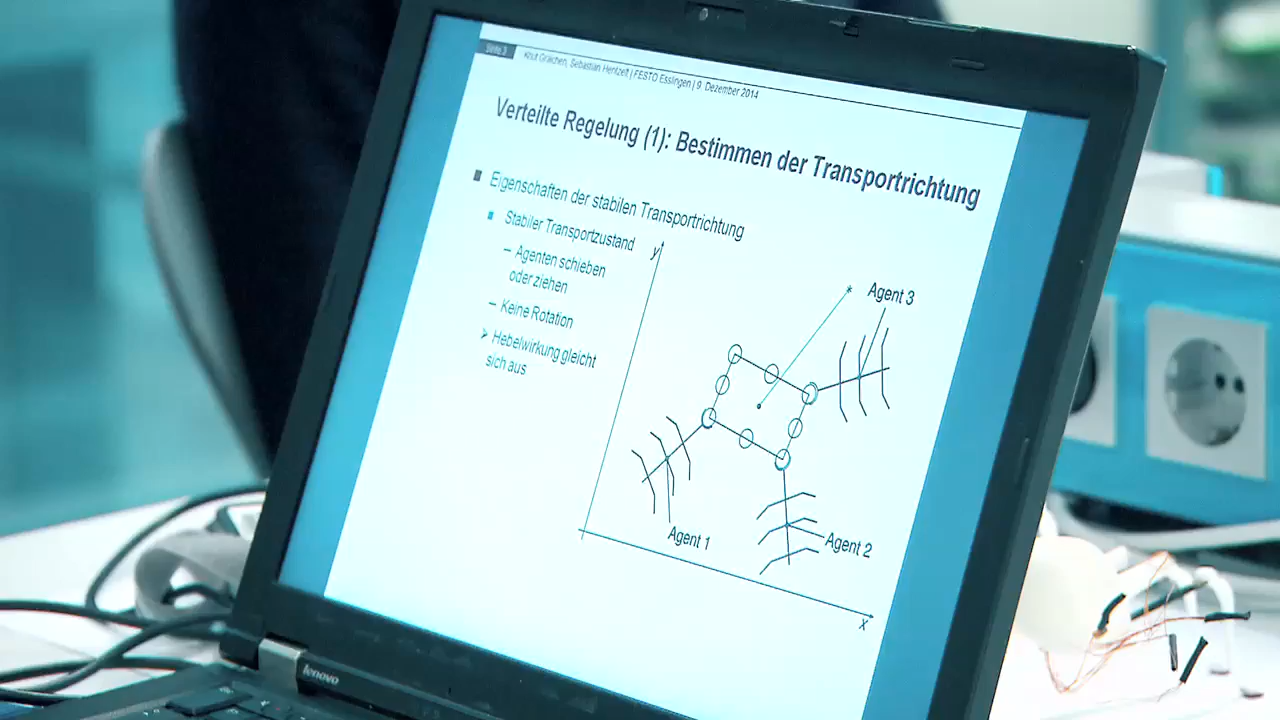 Seite 3
Knut Graichen, Sebastian Hentzelt | FESTO Esslingen | 9. Dezember 2014
Verteilte Regelung (1): Bestimmen der Transportrichtung
Eigenschaften der stabilen Transportrichtung
Stabiler Transportzustand
– Agenten schieben
oder ziehen
– Keine Rotation
➢ Hebelwirkung gleicht
sich aus
y
Agent 3
Agent 1
Agent 2
x
lenovo